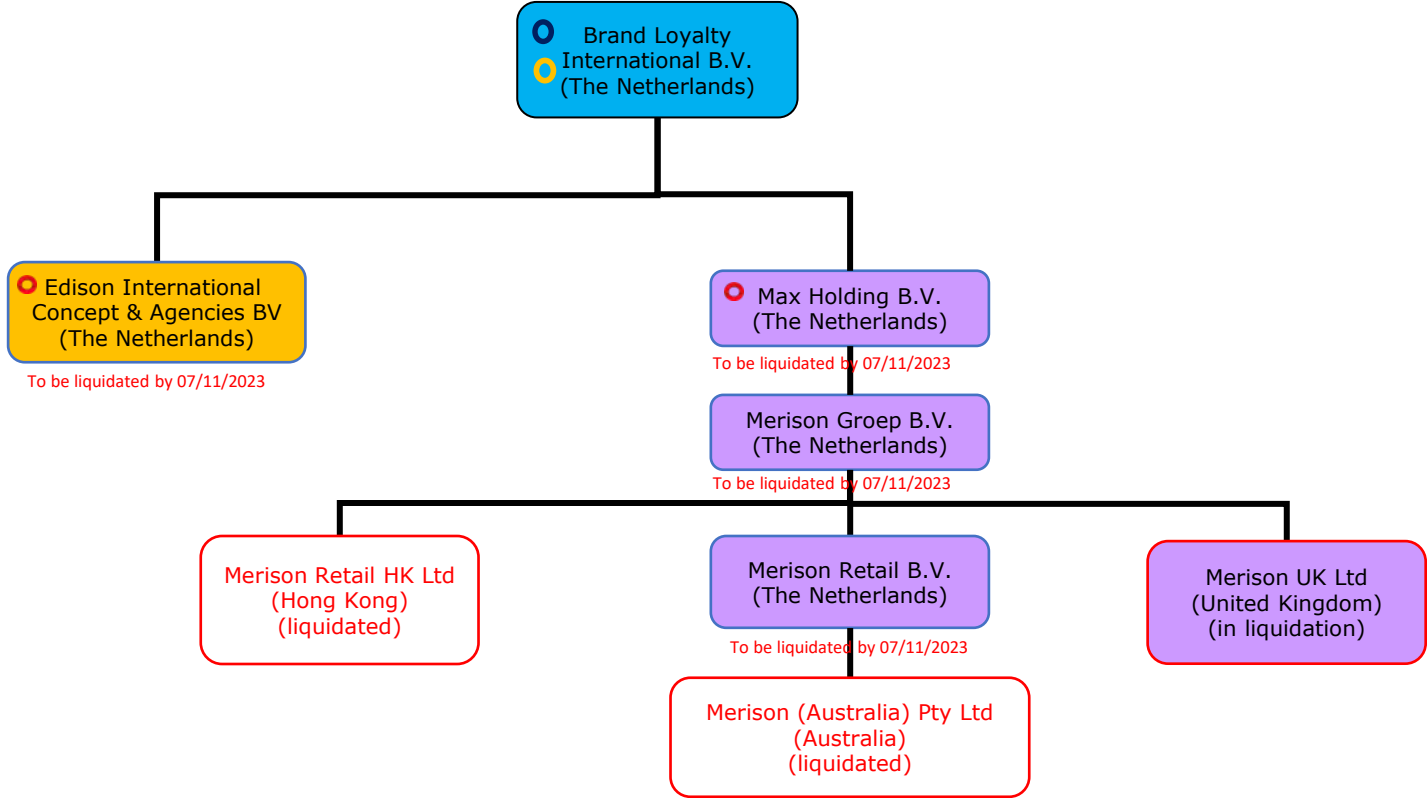 Brand Loyalty
International B.V.
(The Netherlands)
Edison International
Concept & Agencies BV
(The Netherlands)
To be liquidated by 07/11/2023
Max Holding B.V.
(The Netherlands)
To be liquidated by 07/11/2023
Merison Groep B.V.
(The Netherlands)
To be liquidated by 07/11/2023
Merison Retail HK Ltd
(Hong Kong)
(liquidated)
Merison Retail B.V.
(The Netherlands)
To be liquidated by 07/11/2023
Merison UK Ltd
(United Kingdom)
(in liquidation)
Merison (Australia) Pty Ltd
(Australia)
(liquidated)